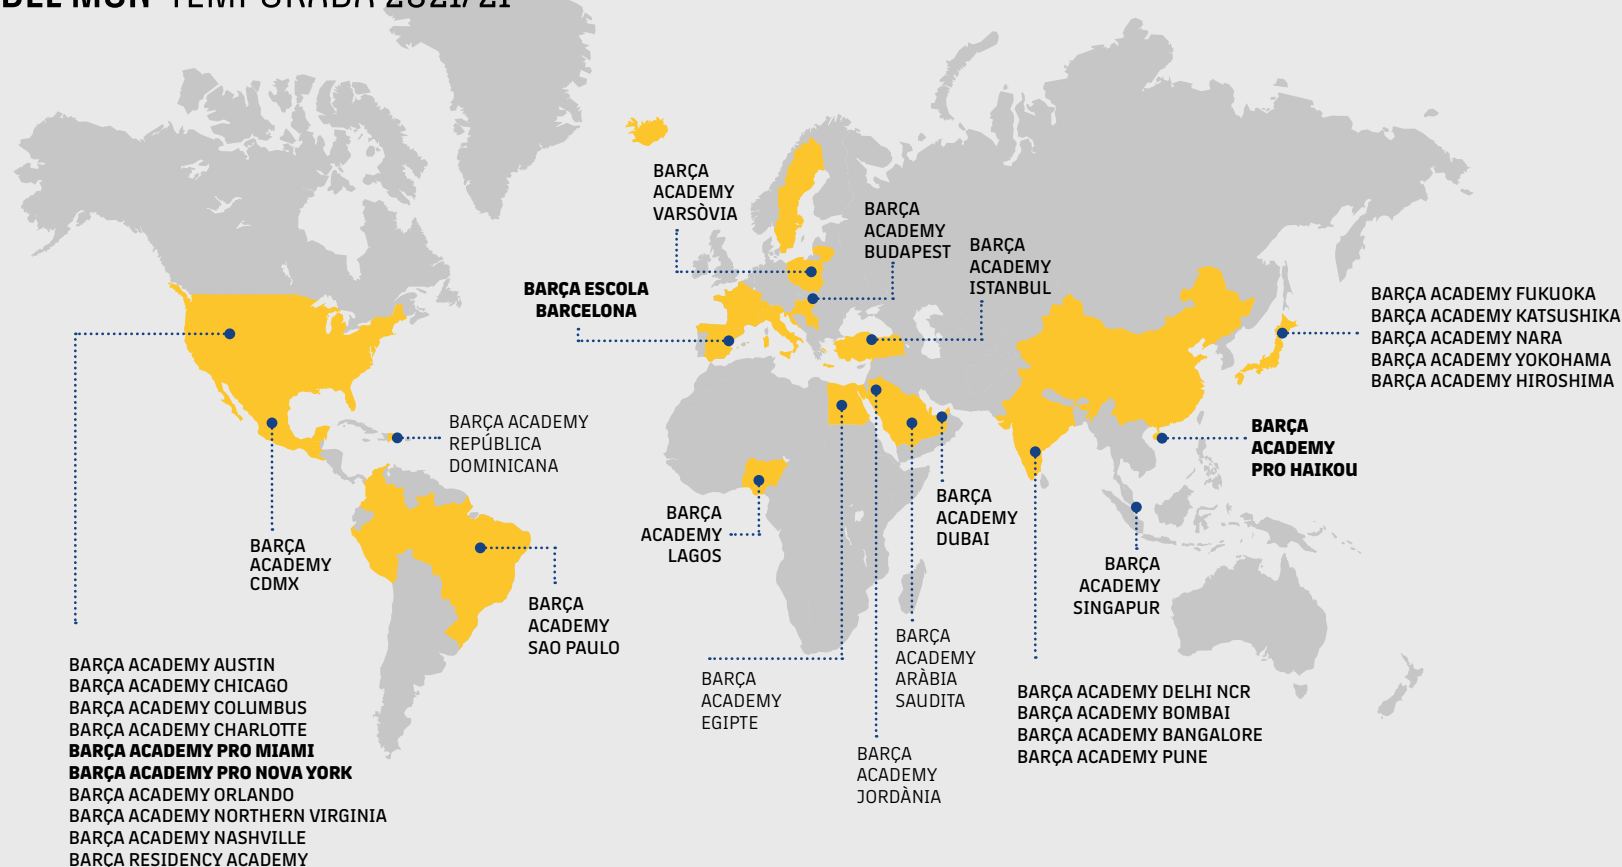 DEL MÓN TEMPORADA 2021/21
BARÇA
ACADEMY
VARSÒVIA
BARÇA
ACADEMY
BUDAPEST
BARÇA
ACADEMY
ISTANBUL
BARÇA ESCOLA
BARCELONA
BARÇA ACADEMY FUKUOKA
BARÇA ACADEMY KATSUSHIKA
BARÇA ACADEMY NARA
BARÇA ACADEMY YOKOHAMA
BARÇA ACADEMY HIROSHIMA
BARÇA ACADEMY
REPÚBLICA
DOMINICANA
BARÇA
ACADEMY
PRO HAIKOU
BARÇA
ACADEMY
DUBAI
BARÇA
ACADEMY
LAGOS
BARÇA
ACADEMY
CDMX
BARÇA
ACADEMY
SINGAPUR
BARÇA
ACADEMY
SAO PAULO
BARÇA
ACADEMY
ARÀBIA
SAUDITA
BARÇA
ACADEMY
EGIPTE
BARÇA
ACADEMY
JORDÀNIA
BARÇA ACADEMY DELHI NCR
BARÇA ACADEMY BOMBAI
BARÇA ACADEMY BANGALORE
BARÇA ACADEMY PUNE
BARÇA ACADEMY AUSTIN
BARÇA ACADEMY CHICAGO
BARÇA ACADEMY COLUMBUS
BARÇA ACADEMY CHARLOTTE
BARÇA ACADEMY PRO MIAMI
BARÇA ACADEMY PRO NOVA YORK
BARÇA ACADEMY ORLANDO
BARÇA ACADEMY NORTHERN VIRGINIA
BARÇA ACADEMY NASHVILLE
BARÇA RESIDENCY ACADEMY